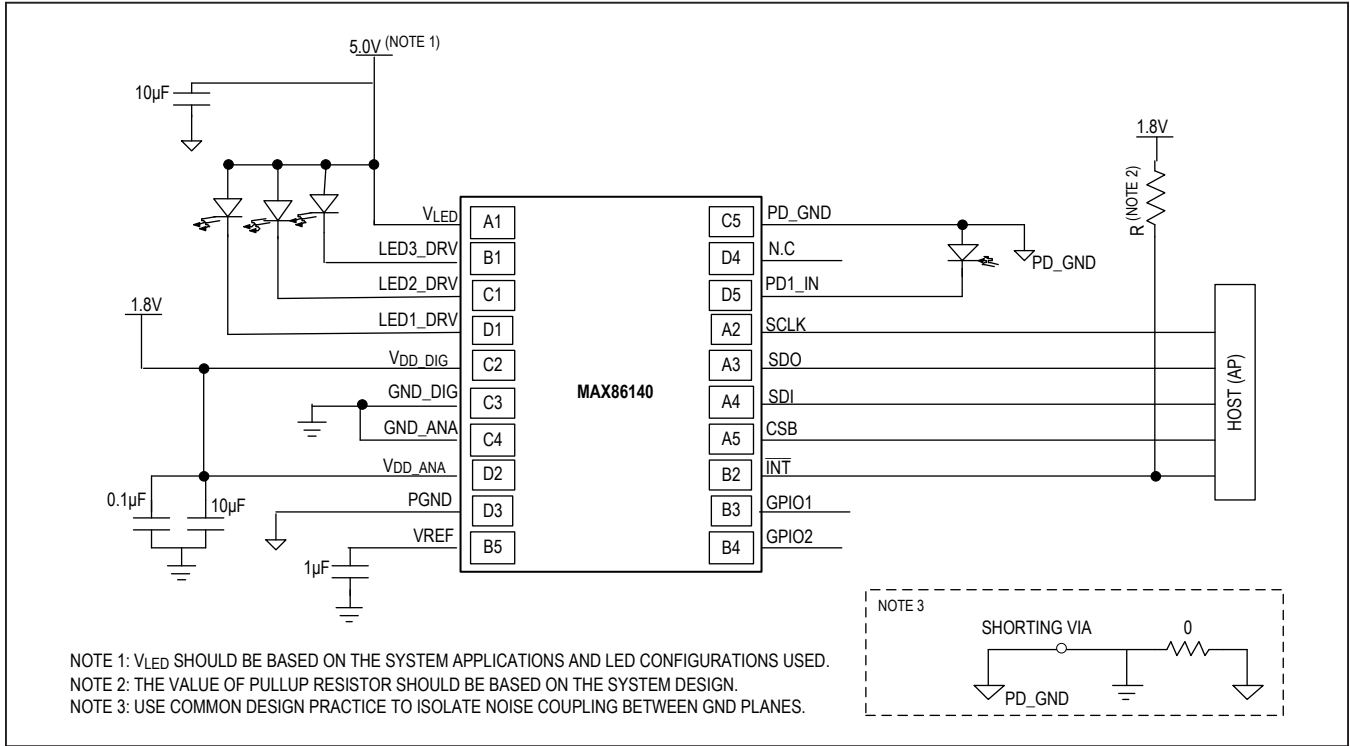 5.0V (NOTE 1)
10µF
1.8V
R (NOTE 2)
VLED
A1
LED3_DRV
B1
LED2_DRV
C1
LED1_DRV
D1
1.8V
VDD_DIG
C2
GND_DIG
C3
GND_ANA
C4
VDD_ANA
D2
0.1µF
10µF
PGND
D3
VREF
B5
1µF
MAX86140
C5
PD_GND
PD_GND
D4
N.C
D5
PD1_IN
A2
SCLK
A3
SDO
A4
SDI
A5
CSB
B2
INT
B3
GPIO1
B4
GPIO2
HOST (AP)
NOTE 3
SHORTING VIA
0
PD_GND
NOTE 1: VLED SHOULD BE BASED ON THE SYSTEM APPLICATIONS AND LED CONFIGURATIONS USED.
NOTE 2: THE VALUE OF PULLUP RESISTOR SHOULD BE BASED ON THE SYSTEM DESIGN.
NOTE 3: USE COMMON DESIGN PRACTICE TO ISOLATE NOISE COUPLING BETWEEN GND PLANES.